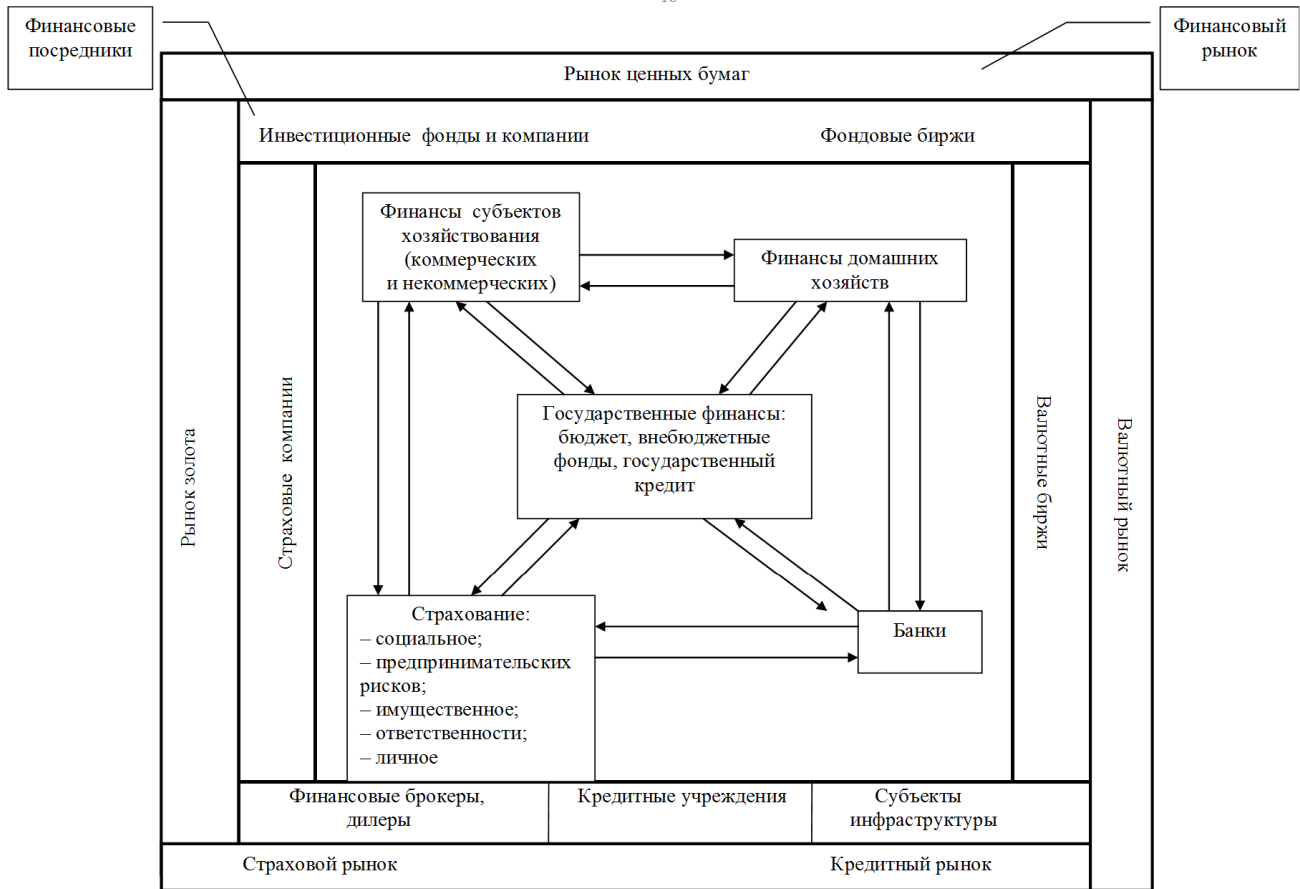 Финансовые
посредники
Финансовый
рынок
Рынок ценных бумаг
Инвестиционные фонды и компании
Фондовые биржи
Финансы субъектов
хозяйствования
(коммерческих
и некоммерческих)
Финансы домашних
хозяйств
Рынок золота
Страховые компании
Государственные финансы:
бюджет, внебюджетные
фонды, государственный
кредит
Валютные биржи
Валютный рынок
Страхование:
– социальное;
– предпринимательских
рисков;
– имущественное;
– ответственности;
– личное
Банки
Финансовые брокеры,
дилеры
Кредитные учреждения
Субъекты
инфраструктуры
Страховой рынок
Кредитный рынок